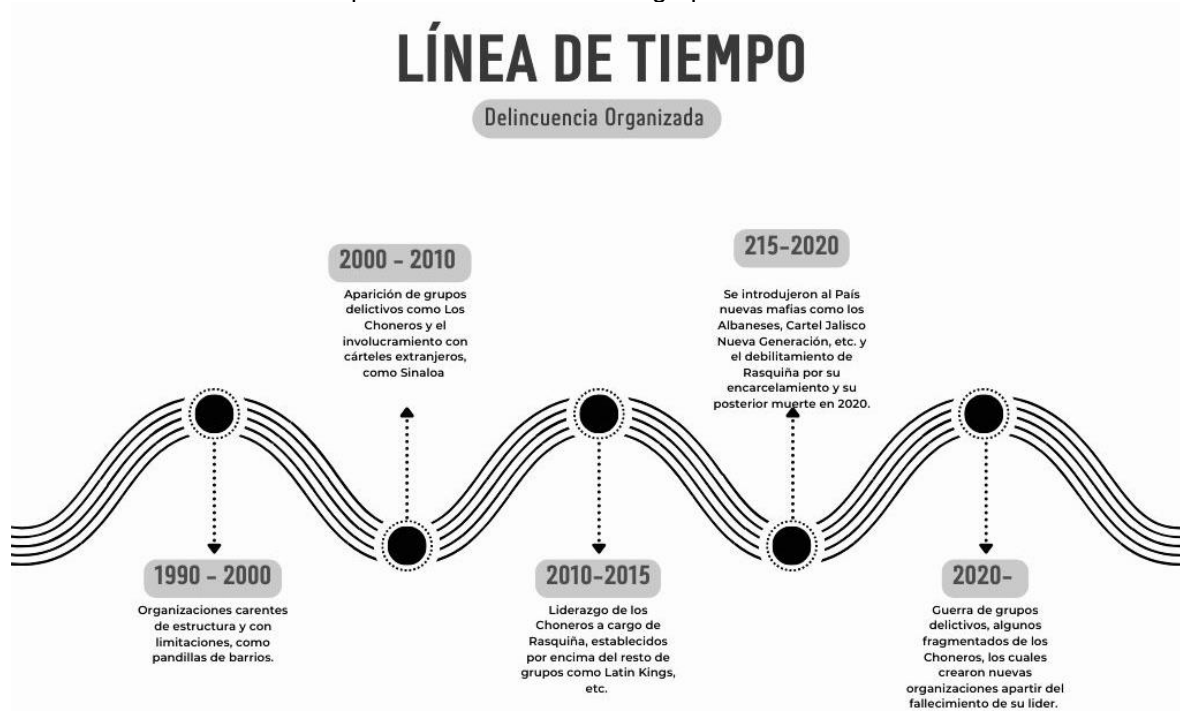 LÍNEA DE TIEMPO
Delincuencia Organizada
1990 - 2000
Organizaciones carentes
de estructura y con
limitaciones, como
pandillas de barrios.
2000 - 2010
Aparición de grupos
delictivos como Los
Choneros y el
involucramiento con
cárteles extranjeros,
como Sinaloa
2010-2015
Liderazgo de los
Choneros a cargo de
Rasquiña, establecidos
por encima del resto de
grupos como Latin Kings,
etc.
215-2020
Se introdujeron al País
nuevas mafias como los
Albaneses, Cartel Jalisco
Nueva Generación, etc. y
el debilitamiento de
Rasquiña por su
encarcelamiento y su
posterior muerte en 2020.
2020-
Guerra de grupos
delictivos, algunos
fragmentados de los
Choneros, los cuales
crearon nuevas
organizaciones apartir del
fallecimiento de su lider.